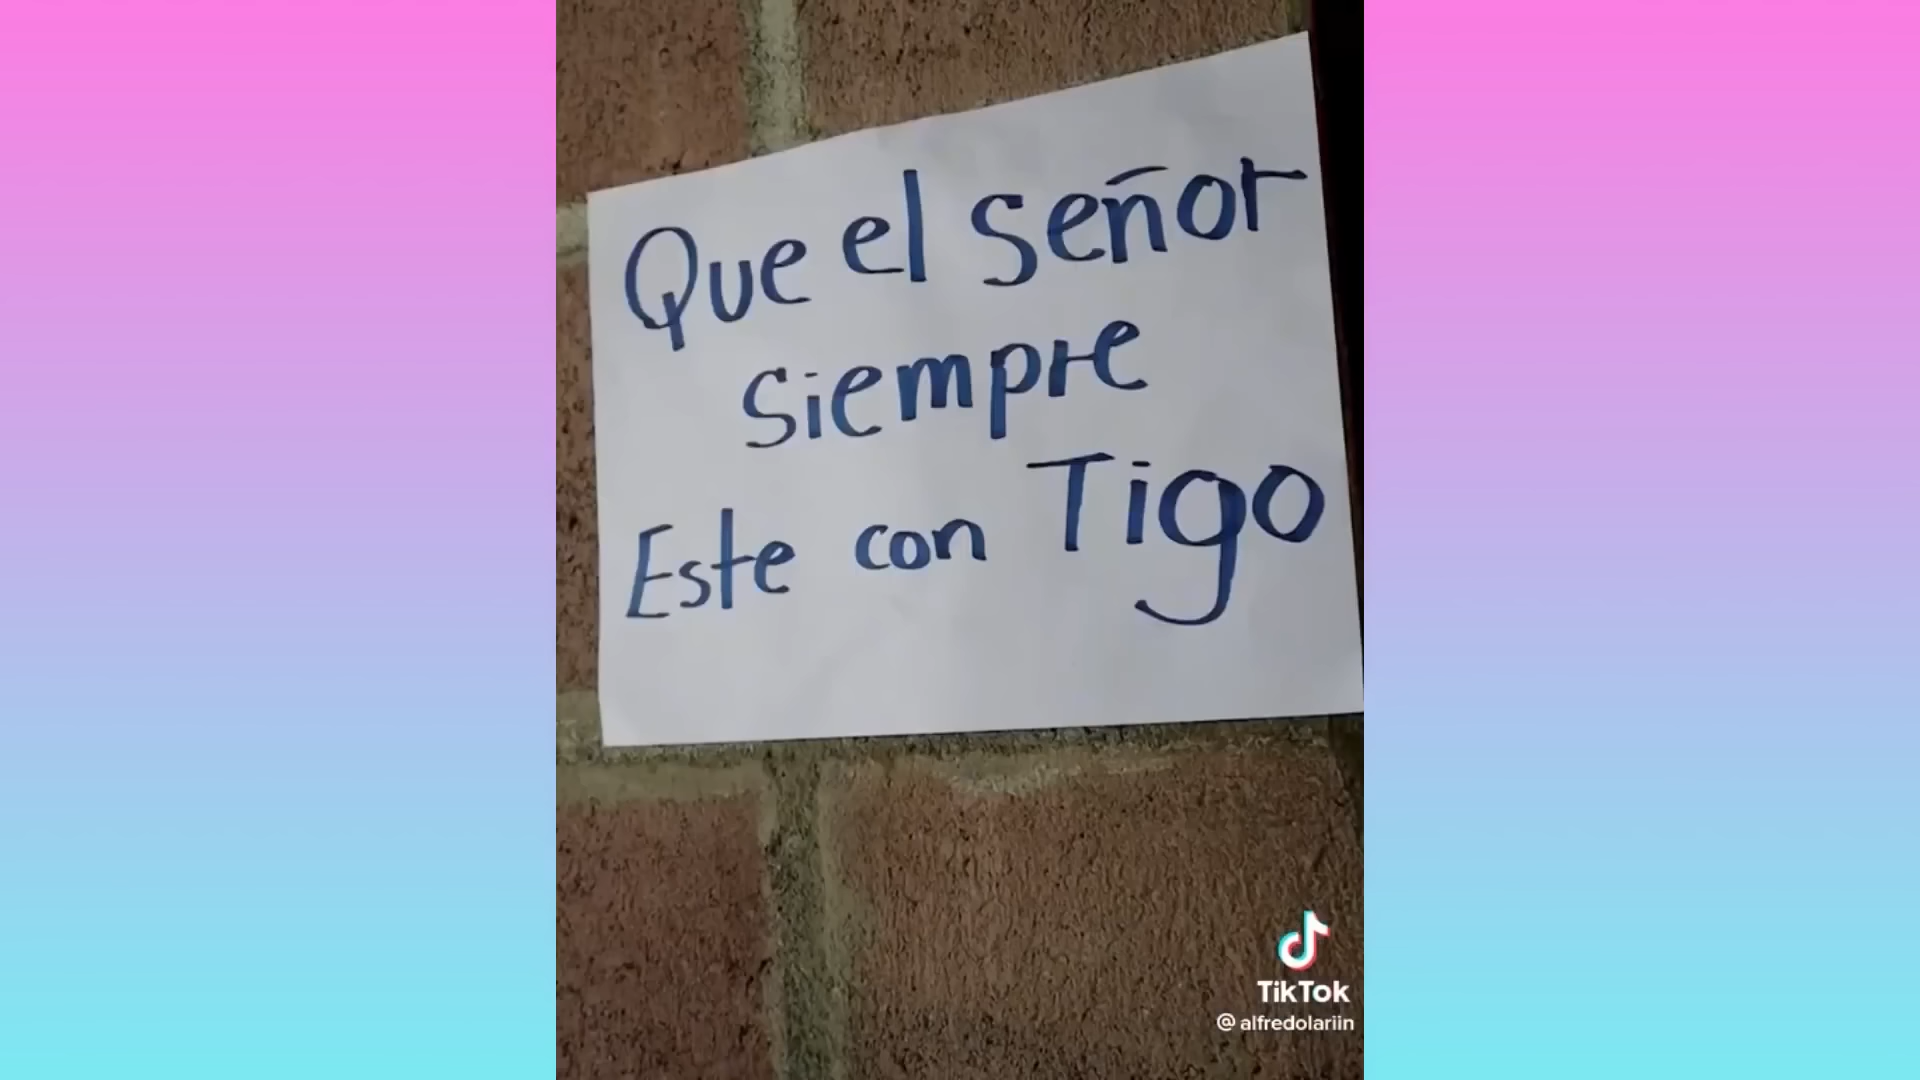 Que el señor
siempre
Este con Tigo
TikTok
@alfredolariin